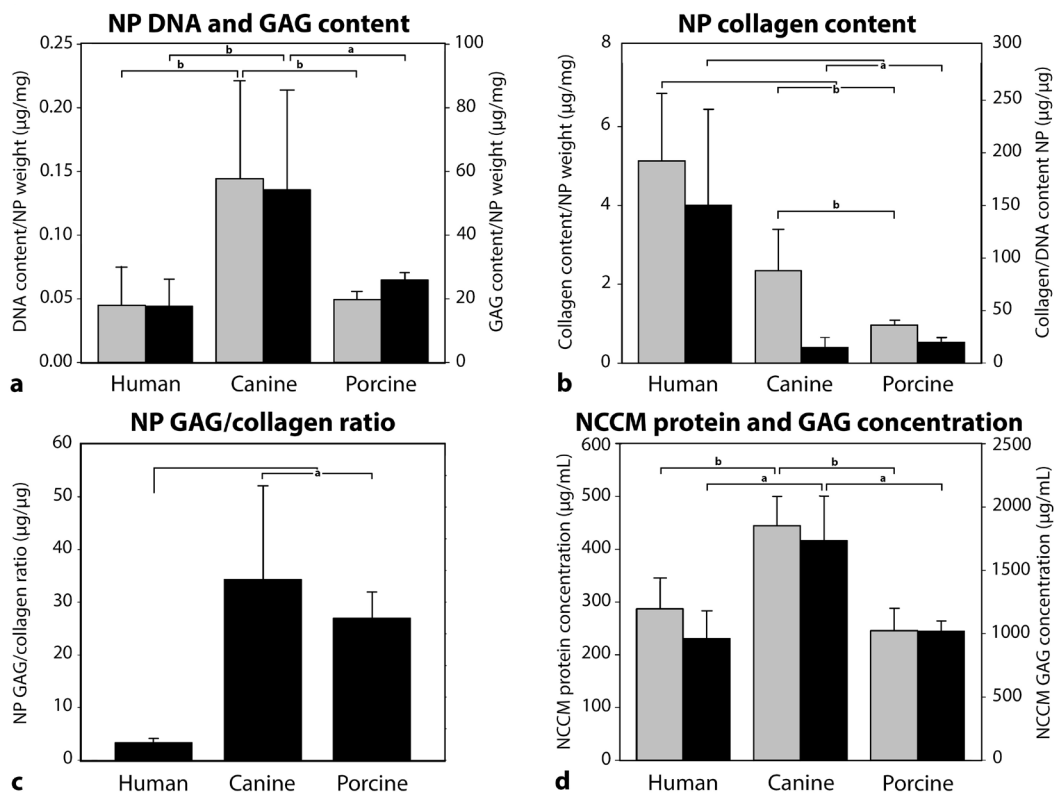 NP DNA and GAG content
0.25
0.20
0.15
0.10
0.05
0.00
DNA content/NP weight (µg/mg)
100
80
60
40
20
0
GAG content/NP weight (µg/mg)
b
a
b
b
Human Canine Porcine
a
NP collagen content
8
6
4
2
0
Collagen content/NP weight (µg/mg)
300
250
200
150
100
50
0
Collagen/DNA content NP (µg/µg)
a
b
b
Human Canine Porcine
b
NP GAG/collagen ratio
60
50
40
30
20
10
0
NP GAG/collagen ratio (µg/µg)
a
Human Canine Porcine
c
NCCM protein and GAG concentration
600
500
400
300
200
100
0
NCCM protein concentration (µg/mL)
2500
2000
1500
1000
500
0
NCCM GAG concentration (µg/mL)
b
b
a
a
Human Canine Porcine
d